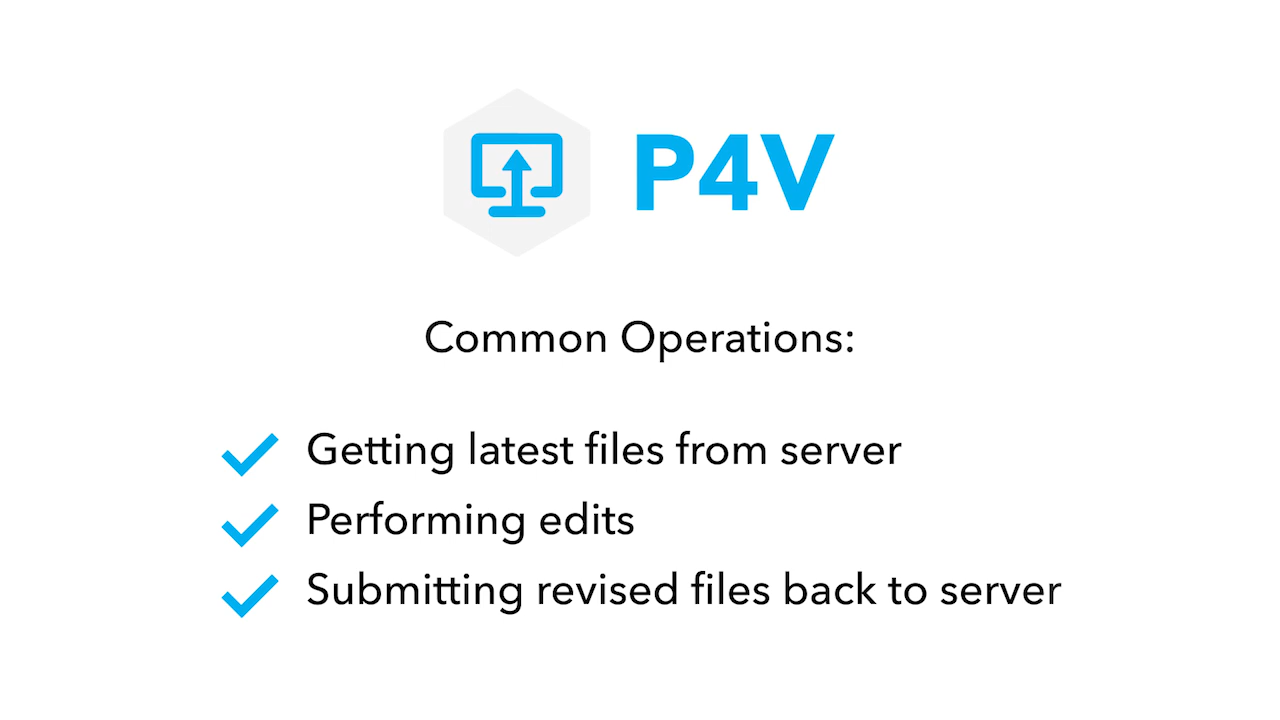 P4V
Common Operations:
Getting latest files from server
Performing edits
Submitting revised files back to server